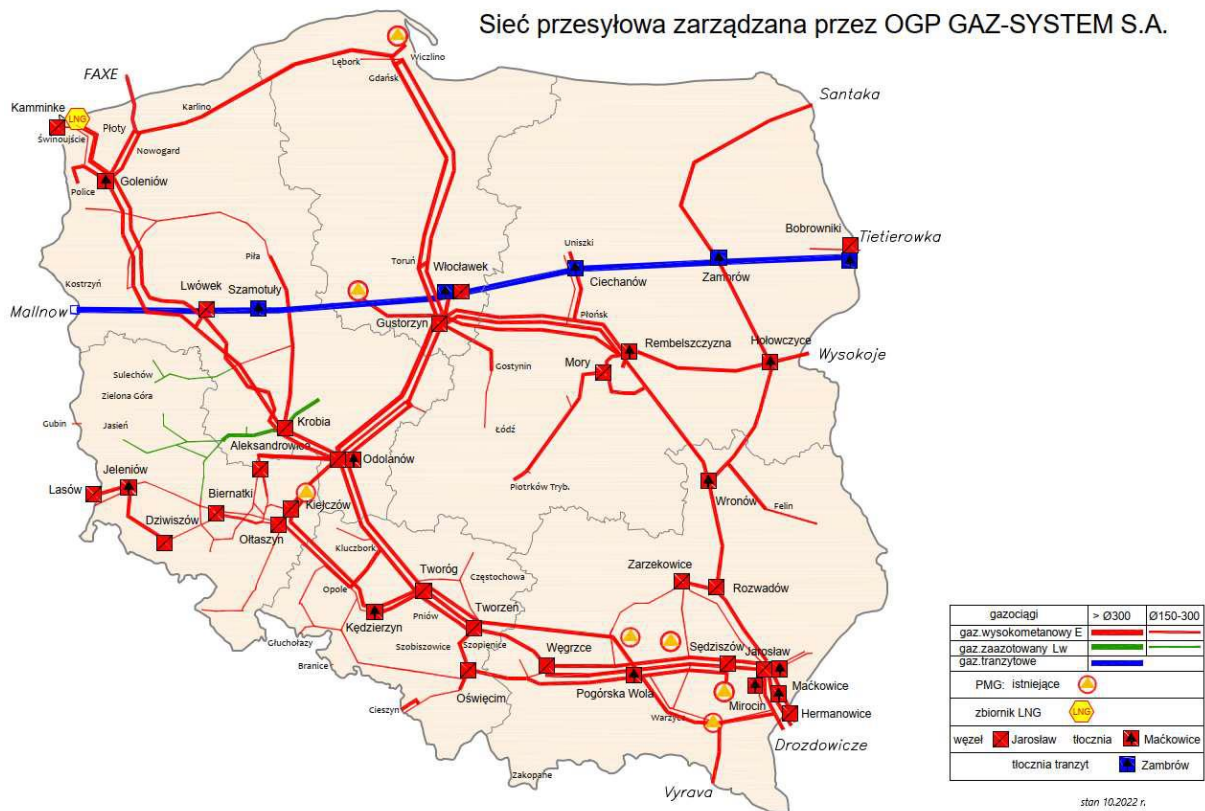 Sieć przesyłowa zarządzana przez OGP GAZ-SYSTEM S.A.
FAXE
Lębork
Wiczlino
Gdańsk
Santaka
Kamminke
LNG
Świnoujście
Płoty
Karlino
Nowogard
Police
Goleniów
Bobrowniki
Tietierowka
Piła
Toruń
Włocławek
Uniszki
Ciechanów
Zambrów
Kostrzyń
Lwówek
Szamotuły
Mallnow
Gustorzyn
Płońsk
Rembelszczyzna
Hołowczyce
Wysokoje
Mory
Gostynin
Sulechów
Zielona Góra
Gubin
Jasień
Krobia
Łódź
Aleksandrowice
Odolanów
Piotrków Tryb.
Jeleniów
Lasów
Biernatki
Kiełczów
Wronów
Felin
Dziwiszów
Ołtaszyn
Kluczbork
Tworóg
Częstochowa
Zarzekowice
Rozwadów
Opole
Pniów
Tworzeń
Kędzierzyn
Głuchołazy
Szobiszowice
Szopienice
Branice
Węgrzce
Sędziszów
Jarosław
Oświęcim
Pogórska Wola
Maćkowice
Mirocin
Cieszyn
Warzyce
Hermanowice
Drozdowicze
Zakopane
Vyrava
gazociągi > Ø300 Ø150-300
gaz.wysokometanowy E
gaz.zaazotowany Lw
gaz.tranzytowe
PMG: istniejące
zbiornik LNG LNG
węzeł Jarosław tłocznia Maćkowice
tłocznia tranzyt Zambrów
stan 10.2022 r.